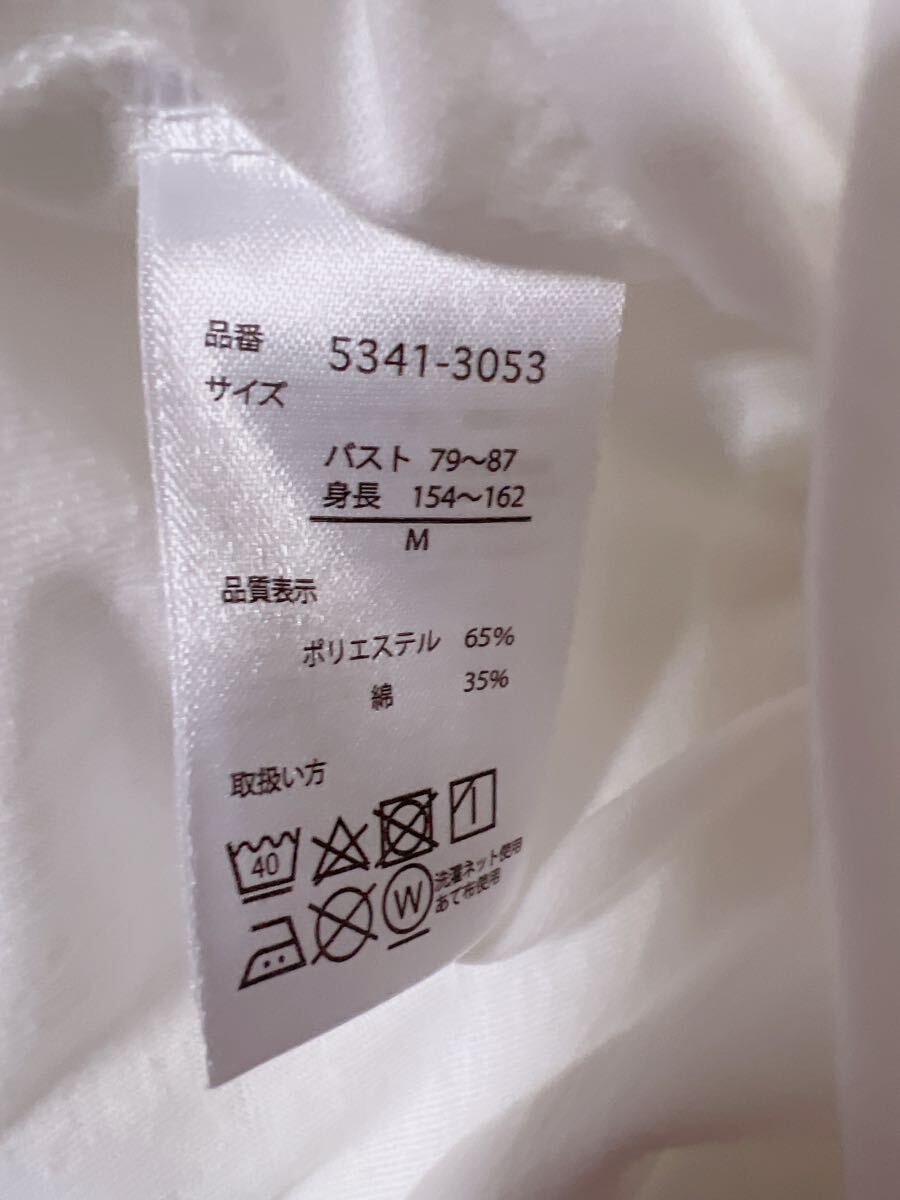 品番 5341-3053
サイズ
バスト 79〜87
身長 154〜162
M
品質表示
ポリエステル 65%
綿 35%
取扱い方
40
W
洗濯ネット使用
あて布使用